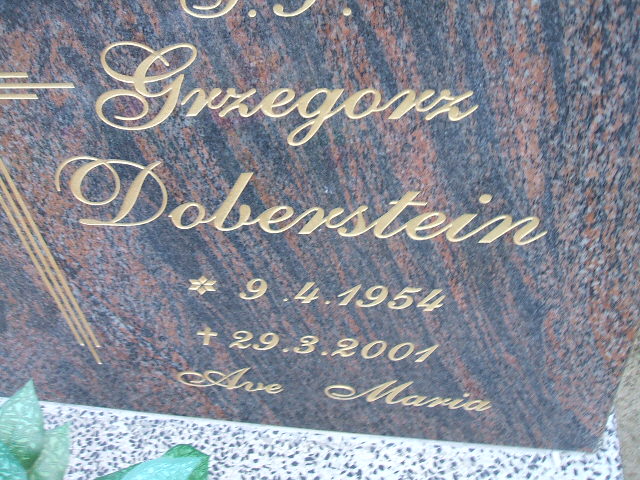 Grzegorz
Doberstein
* 9.4.1954
✝ 29.3.2001
Ave Maria